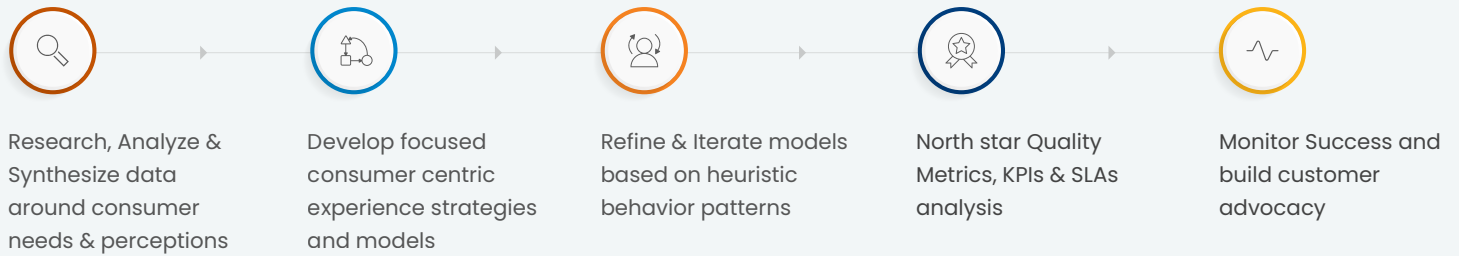 Research, Analyze &
Synthesize data
around consumer
needs & perceptions
Develop focused
consumer centric
experience strategies
and models
Refine & Iterate models
based on heuristic
behavior patterns
North star Quality
Metrics, KPIs & SLAs
analysis
Monitor Success and
build customer
advocacy